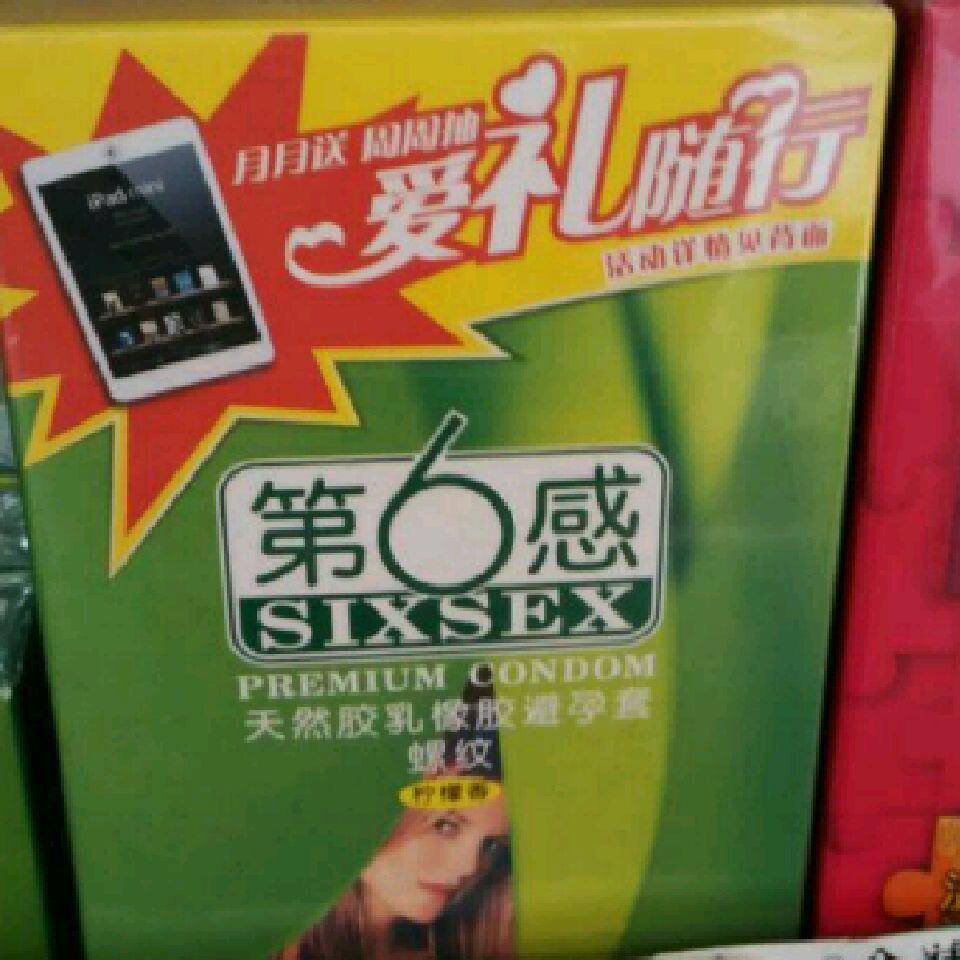 月月送 周周抽
爱礼随行
活动详情见背面
iPad mini
第6感
SIXSEX
PREMIUM CONDOM
天然胶乳橡胶避孕套
螺纹
柠檬香